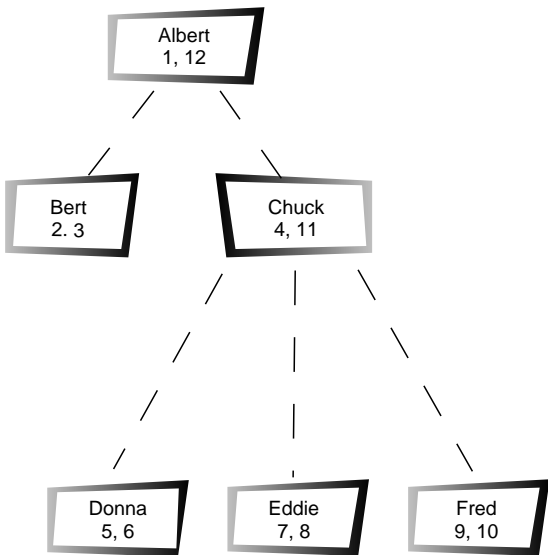 Albert
1, 12
Bert
2. 3
Chuck
4, 11
Donna
5, 6
Eddie
7, 8
Fred
9, 10